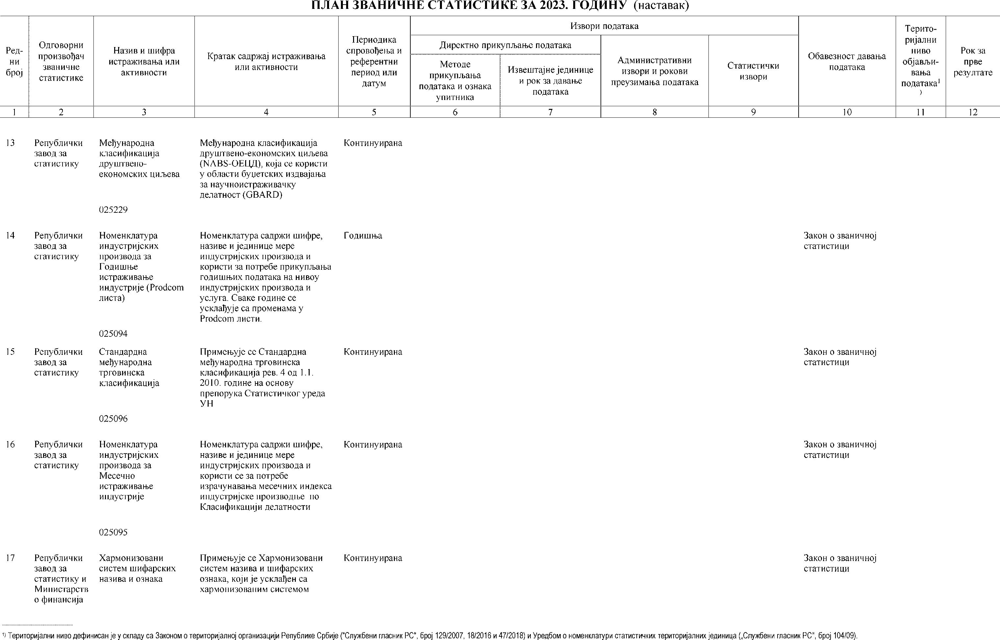 ПЛАН ЗВАНИЧНЕ СТАТИСТИКЕ ЗА 2023. ГОДИНУ (наставак)
Ред-
ни
број
Одговорни
произвођач
званичне
статистике
Назив и шифра
истраживања или
активности
Кратак садржај истраживања
или активности
Периодика
спровођења и
референтни
период или
датум
Извори података
Директно прикупљање података
Методе
прикупљања
података и ознака
упитника
Извештајне јединице
и рок за давање
података
Административни
извори и рокови
преузимања података
Статистички
извори
Обавезност давања
података
Терито-
ријални
ниво
објављи-
вања
података¹
)
Рок за
прве
резултате
1 2 3 4 5 6 7 8 9 10 11 12
13
Републички
завод за
статистику
Међународна
класификација
друштвено-
економских циљева
025229
Међународна класификација
друштвено-економских циљева
(NABS-ОЕЦД), која се користи
у области буџетских издвајања
за научноистраживачку
делатност (GBARD)
Континуирана
14
Републички
завод за
статистику
Номенклатура
индустријских
производа за
Годишње
истраживање
индустрије (Prodcom
листа)
025094
Номенклатура садржи шифре,
називе и јединице мере
индустријских производа и
користи за потребе прикупљања
годишњих података на нивоу
индустријских производа и
услуга. Сваке године се
усклађује са променама у
Prodcom листи.
Годишња
Закон о званичној
статистици
15
Републички
завод за
статистику
Стандардна
међународна
трговинска
класификација
025096
Примењује се Стандардна
међународна трговинска
класификација рев. 4 од 1.1.
2010. године на основу
препорука Статистичког уреда
УН
Континуирана
Закон о званичној
статистици
16
Републички
завод за
статистику
Номенклатура
индустријских
производа за
Месечно
истраживање
индустрије
025095
Номенклатура садржи шифре,
називе и јединице мере
индустријских производа и
користи се за потребе
израчунавања месечних индекса
индустријске производње по
Класификацији делатности
Континуирана
Закон о званичној
статистици
17
Републички
завод за
статистику и
Министарств
о финансија
Хармонизовани
систем шифарских
назива и ознака
Примењује се Хармонизовани
систем назива и шифарских
ознака, који је усклађен са
хармонизованим системом
Континуирана
Закон о званичној
статистици
¹⁾ Територијални ниво дефинисан је у складу са Законом о територијалној организацији Републике Србије ("Службени гласник РС", број 129/2007, 18/2016 и 47/2018) и Уредбом о номенклатури статистичких територијалних јединица („Службени гласник РС", број 104/09).